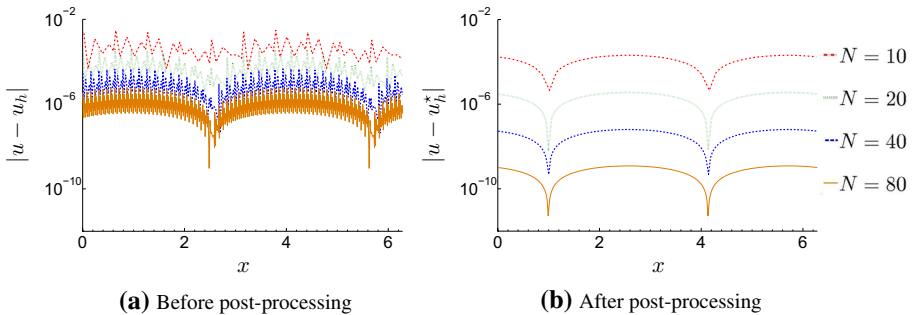 10⁻²
10⁻⁶
10⁻¹⁰
|u − u_h|
0 2 4 6
x
(a) Before post-processing
10⁻²
10⁻⁶
10⁻¹⁰
|u − u_h^⋆|
0 2 4 6
x
(b) After post-processing
N = 10
N = 20
N = 40
N = 80